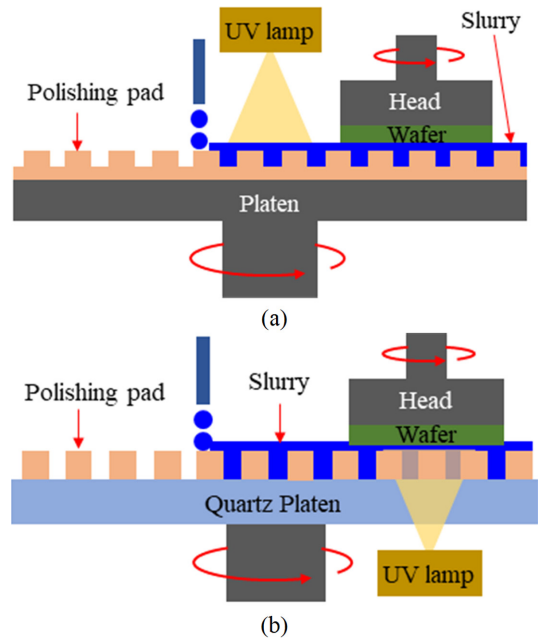 UV lamp
Slurry
Polishing pad
Head
Wafer
Platen
(a)
Polishing pad
Slurry
Head
Wafer
Quartz Platen
UV lamp
(b)